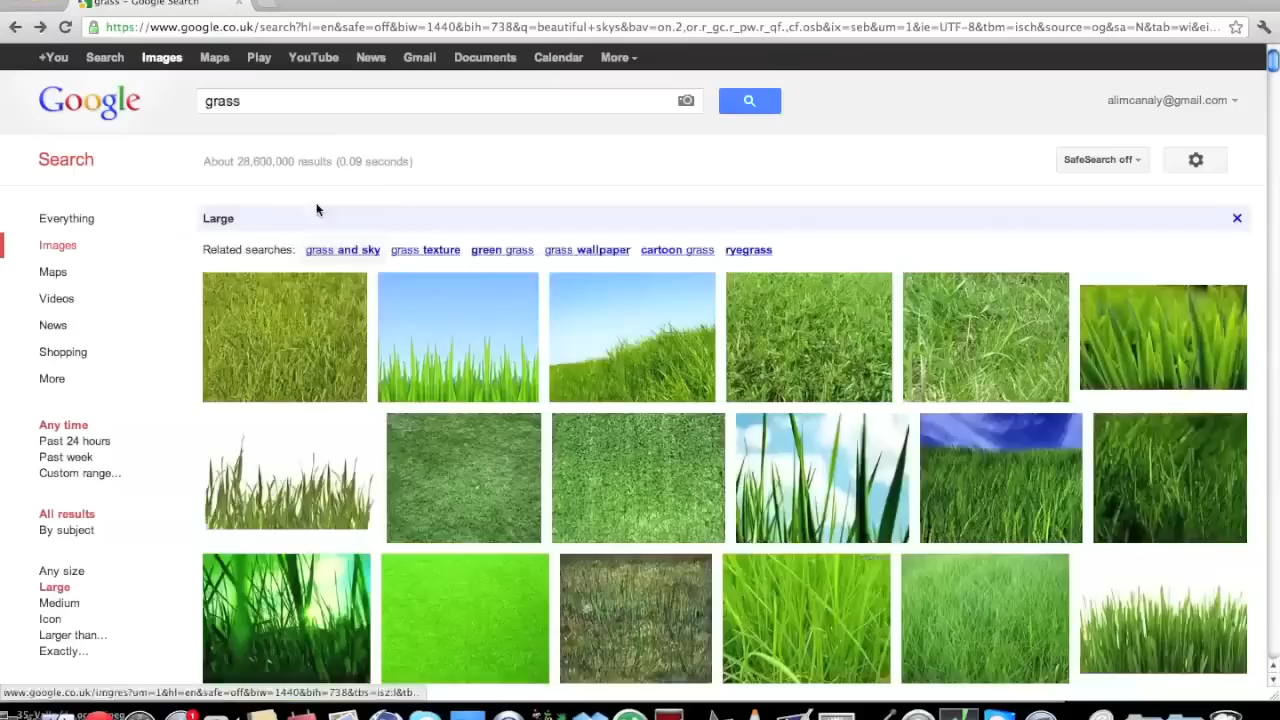 grass - Google Search
https://www.google.co.uk/search?hl=en&safe=off&biw=1440&bih=738&q=beautiful+skys&bav=on.2,or.r_gc.r_pw.r_qf.,cf.osb&ix=seb&um=1&ie=UTF-8&tbm=isch&source=og&sa=N&tab=wi&ei...
+You Search Images Maps Play YouTube News Gmail Documents Calendar More
Google grass alimcanaly@gmail.com
Search About 28,600,000 results (0.09 seconds) SafeSearch off
Everything Large
Images Related searches: grass and sky grass texture green grass grass wallpaper cartoon grass ryegrass
Maps
Videos
News
Shopping
More
Any time
Past 24 hours
Past week
Custom range...
All results
By subject
Any size
Large
Medium
Icon
Larger than...
Exactly...
www.google.co.uk/imgres?um=1&hl=en&safe=off&biw=1440&bih=738&tbs=isz:l&tb...